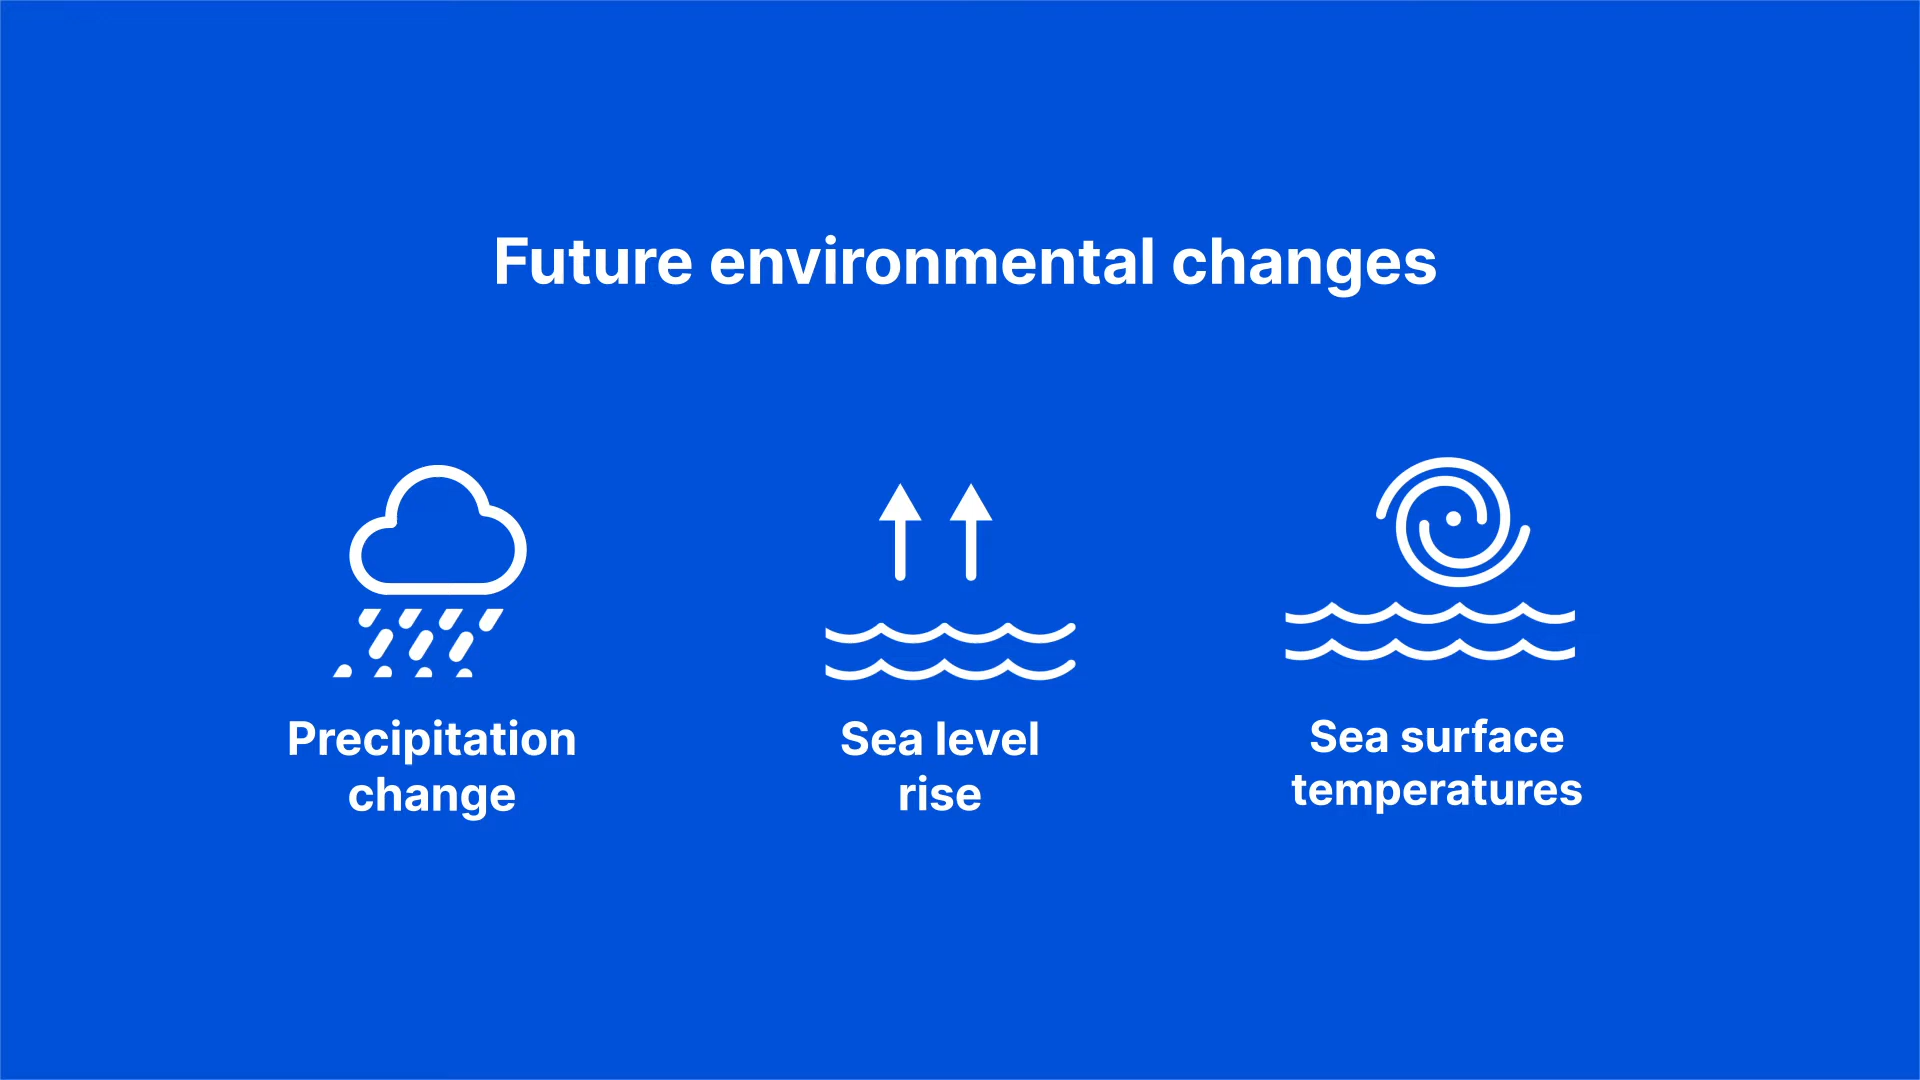 Future environmental changes
Precipitation
change
Sea level
rise
Sea surface
temperatures